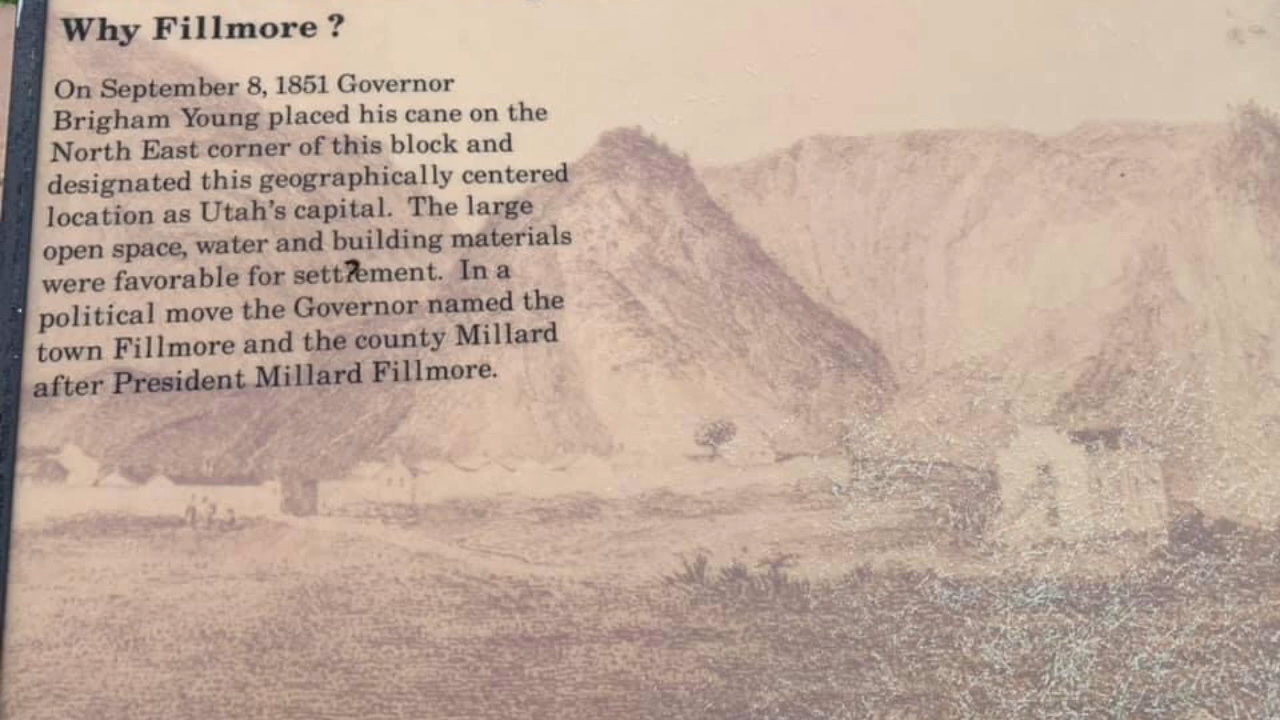 Why Fillmore ?
On September 8, 1851 Governor
Brigham Young placed his cane on the
North East corner of this block and
designated this geographically centered
location as Utah's capital. The large
open space, water and building materials
were favorable for sett?ement. In a
political move the Governor named the
town Fillmore and the county Millard
after President Millard Fillmore.